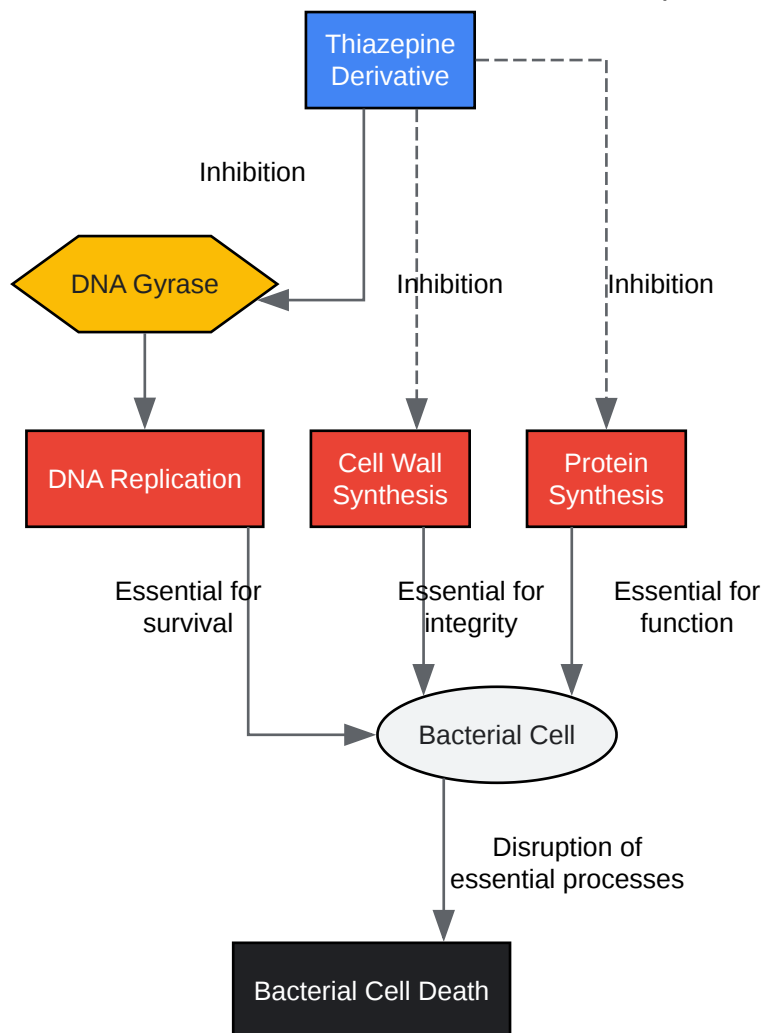 Thiazepine
Derivative
Inhibition
DNA Gyrase
Inhibition
Inhibition
DNA Replication
Cell Wall
Synthesis
Protein
Synthesis
Essential for
survival
Essential for
integrity
Essential for
function
Bacterial Cell
Disruption of
essential processes
Bacterial Cell Death